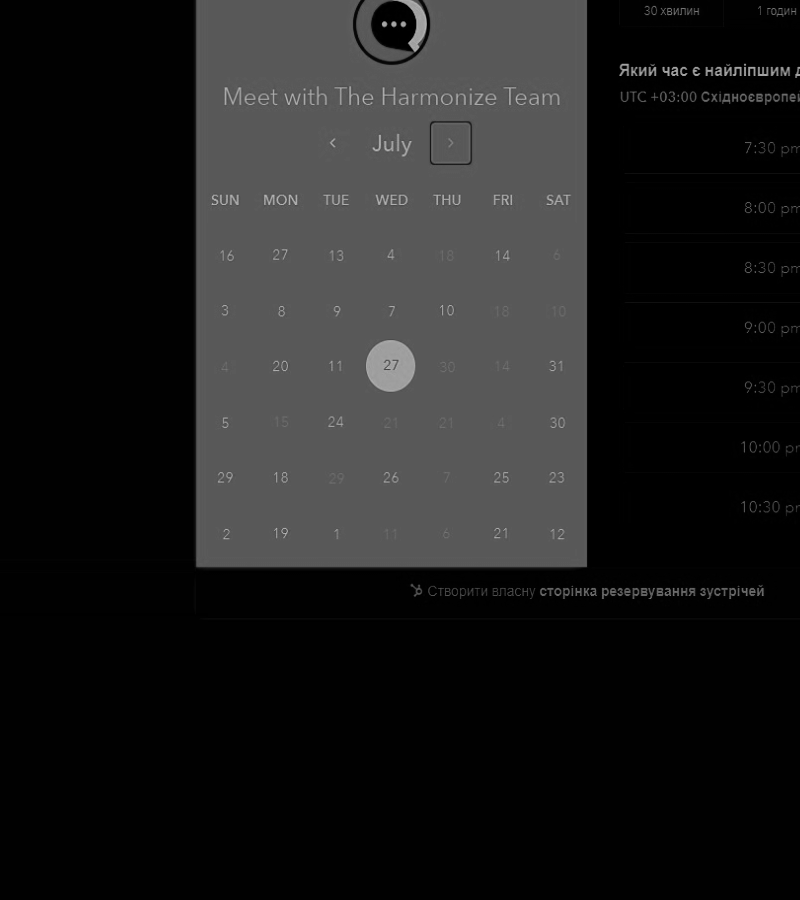 Meet with The Harmonize Team
July
SUN MON TUE WED THU FRI SAT
16 27 13 4 18 14 6
3 8 9 7 10 18 10
4 20 11 27 30 14 31
5 15 24 21 21 4 30
29 18 29 26 7 25 23
2 19 1 11 6 21 12
30 хвилин 1 годин
Який час є найліпшим
UTC +03:00 Східноєвропей
7:30 pm
8:00 pm
8:30 pm
9:00 pm
9:30 pm
10:00 pm
10:30 pm
Створити власну сторінка резервування зустрічей